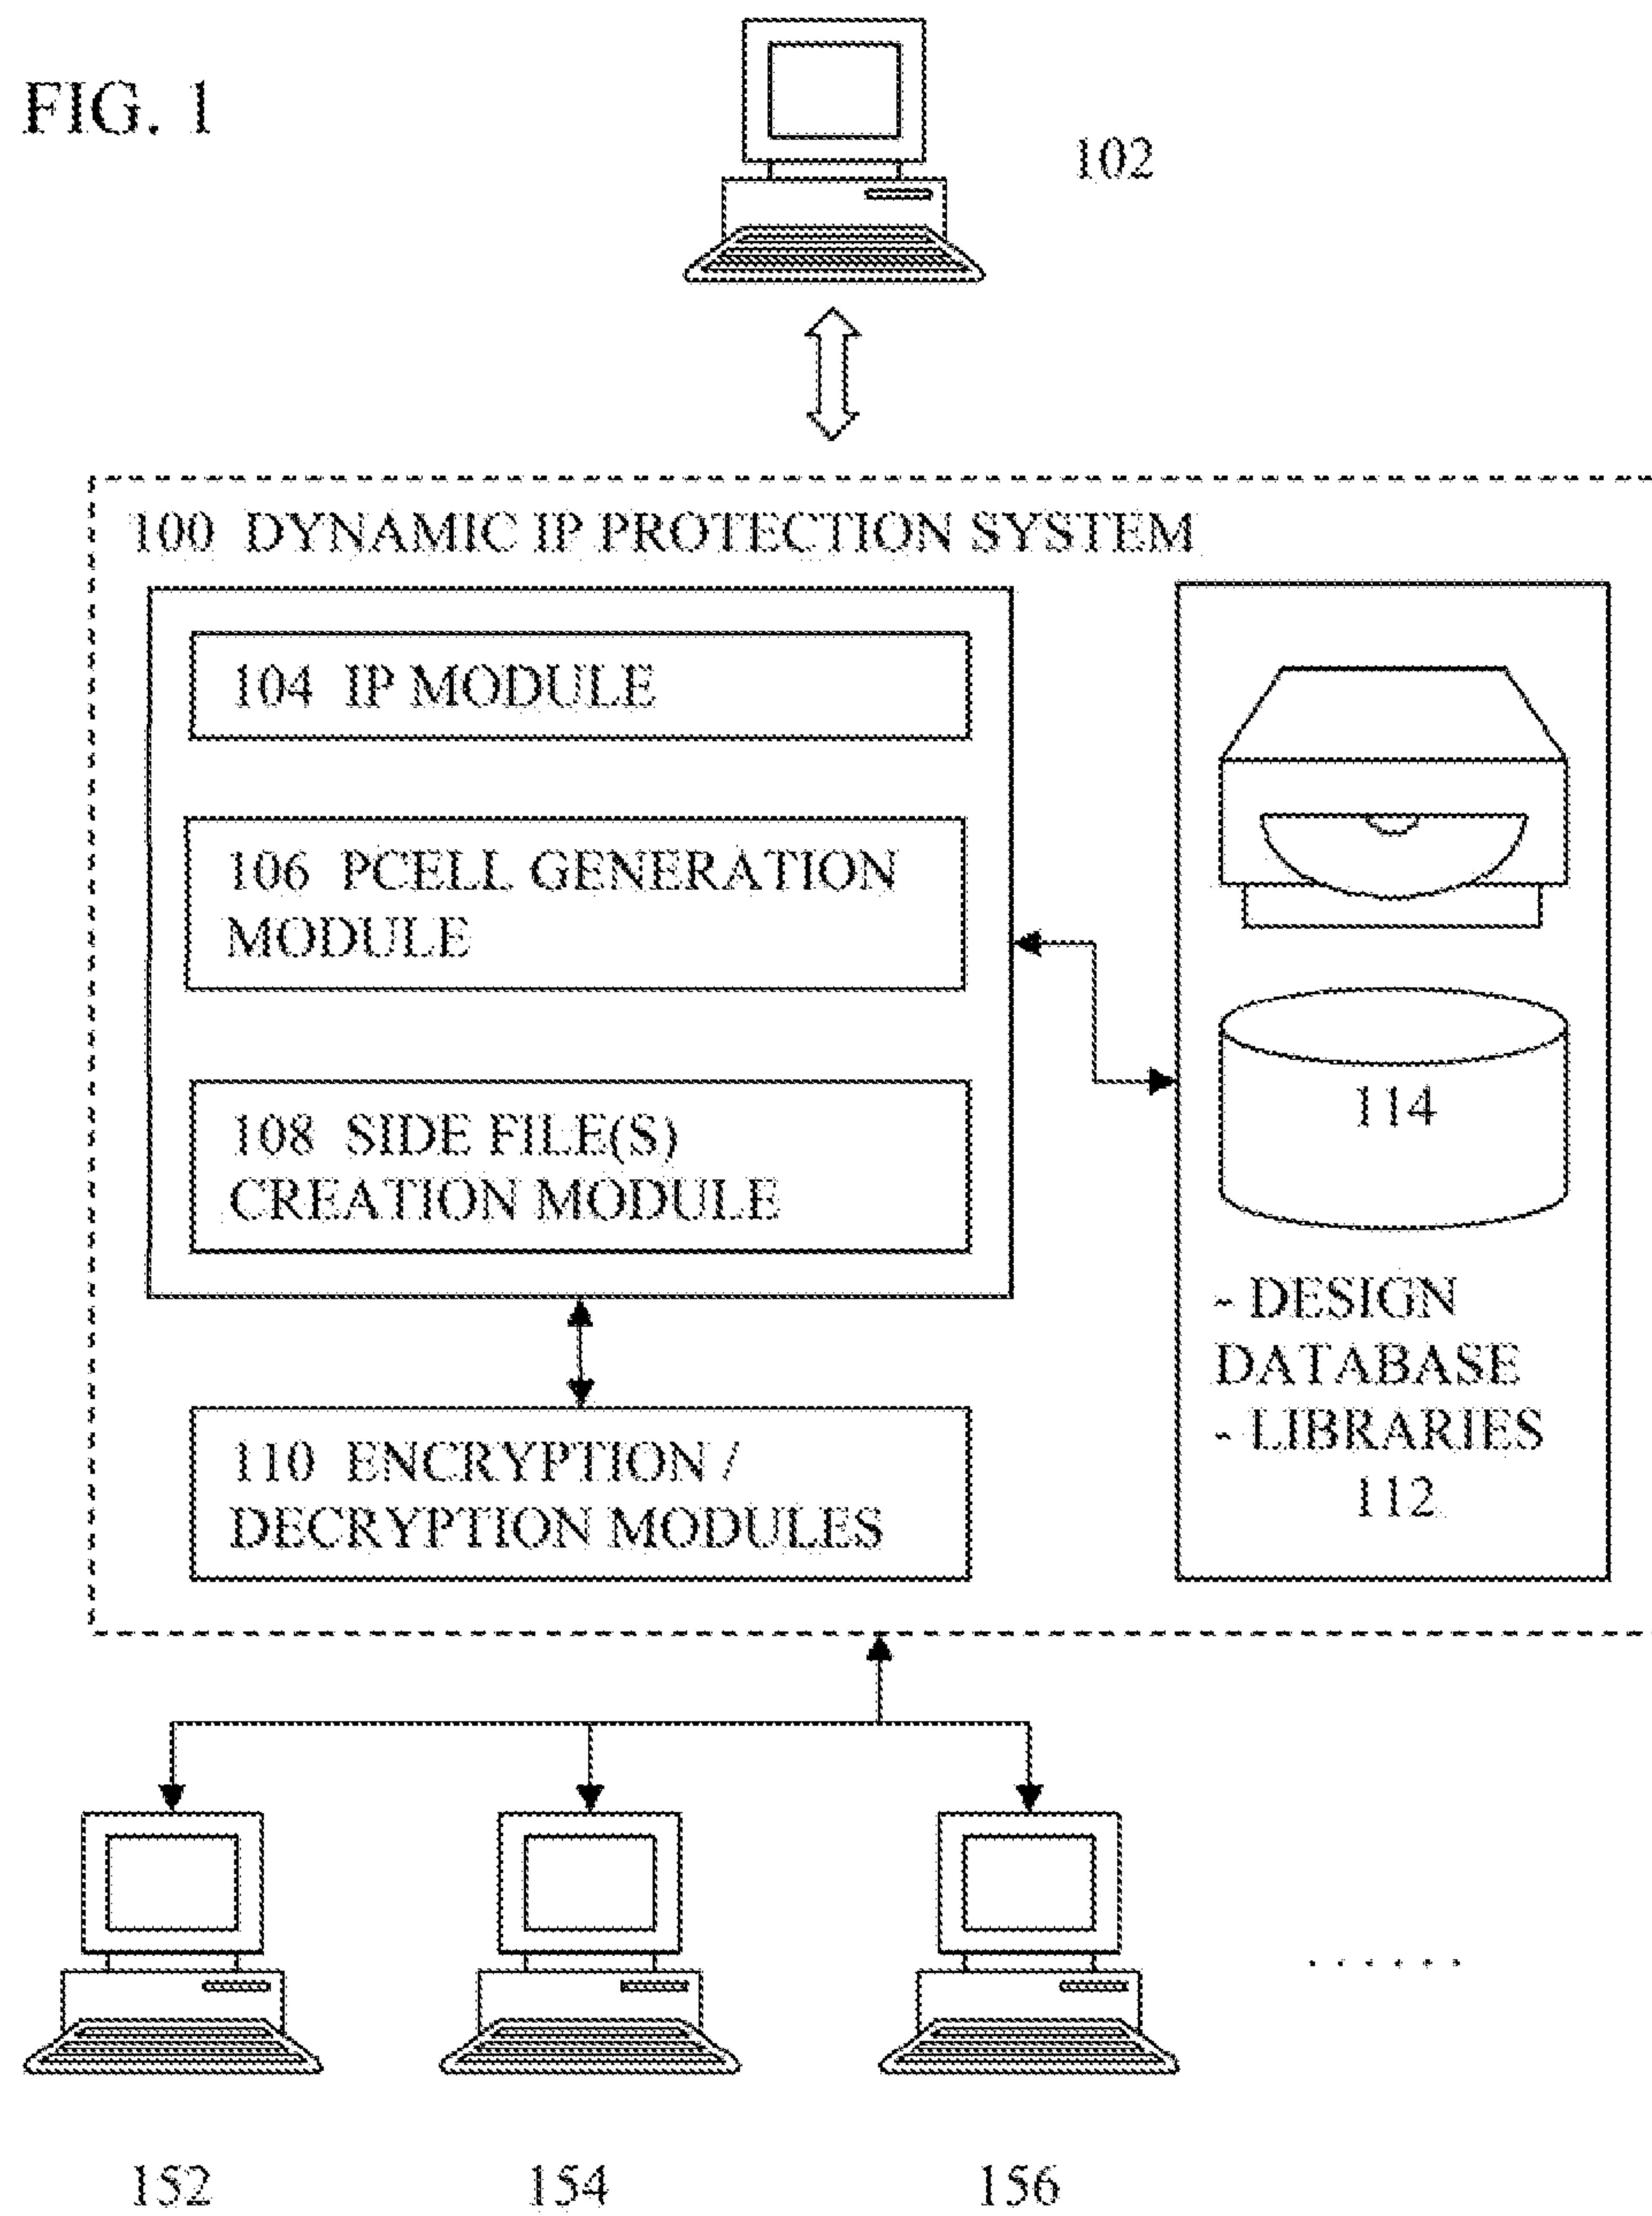 FIG. 1
102
100 DYNAMIC IP PROTECTION SYSTEM
104 IP MODULE
106 PCELL GENERATION
MODULE
108 SIDE FILE(S)
CREATION MODULE
110 ENCRYPTION /
DECRYPTION MODULES
114
- DESIGN
DATABASE
- LIBRARIES
112
......
152
154
156